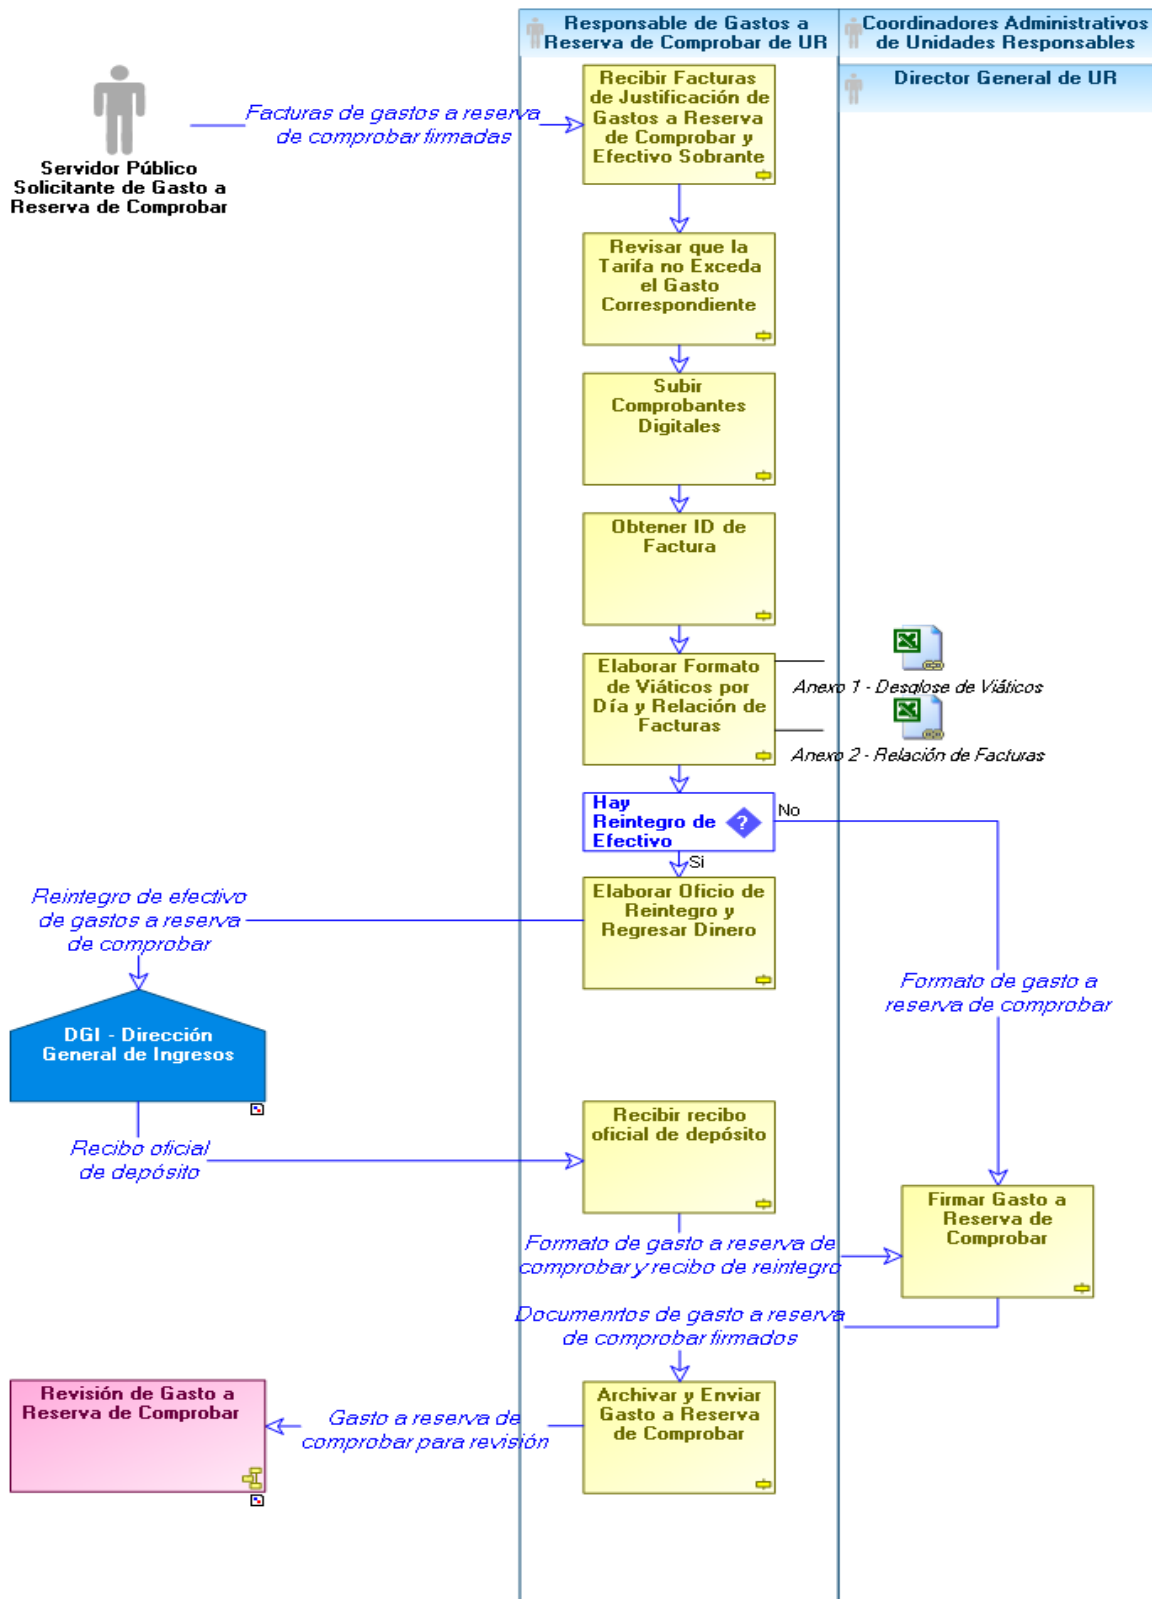 Responsable de Gastos a
Reserva de Comprobar de UR
Coordinadores Administrativos
de Unidades Responsables
Director General de UR
Servidor Público
Solicitante de Gasto a
Reserva de Comprobar
Facturas de gastos a reserva
de comprobar firmadas
Recibir Facturas
de Justificación de
Gastos a Reserva
de Comprobar y
Efectivo Sobrante
Revisar que la
Tarifa no Exceda
el Gasto
Correspondiente
Subir
Comprobantes
Digitales
Obtener ID de
Factura
Elaborar Formato
de Viáticos por
Día y Relación de
Facturas
Anexo 1 - Desglose de Viáticos
Anexo 2 - Relación de Facturas
Hay
Reintegro de
Efectivo
?
No
Si
Elaborar Oficio de
Reintegro y
Regresar Dinero
Reintegro de efectivo
de gastos a reserva
de comprobar
Formato de gasto a
reserva de comprobar
DGI - Dirección
General de Ingresos
Recibo oficial
de depósito
Recibir recibo
oficial de depósito
Firmar Gasto a
Reserva de
Comprobar
Formato de gasto a reserva de
comprobar y recibo de reintegro
Documenrtos de gasto a reserva
de comprobar firmados
Revisión de Gasto a
Reserva de Comprobar
Gasto a reserva de
comprobar para revisión
Archivar y Enviar
Gasto a Reserva
de Comprobar